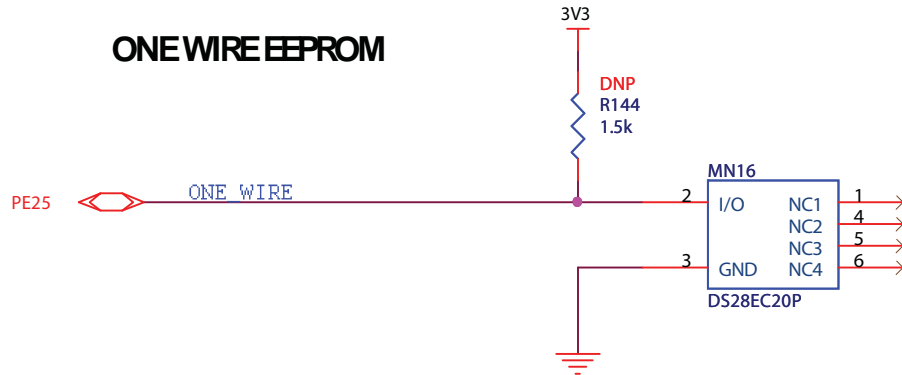 3V3
ONE WIRE EEPROM
DNP
R144
1.5k
MN16
PE25
ONE_WIRE
2
I/O
NC1
1
NC2
4
NC3
5
3
GND
NC4
6
DS28EC20P